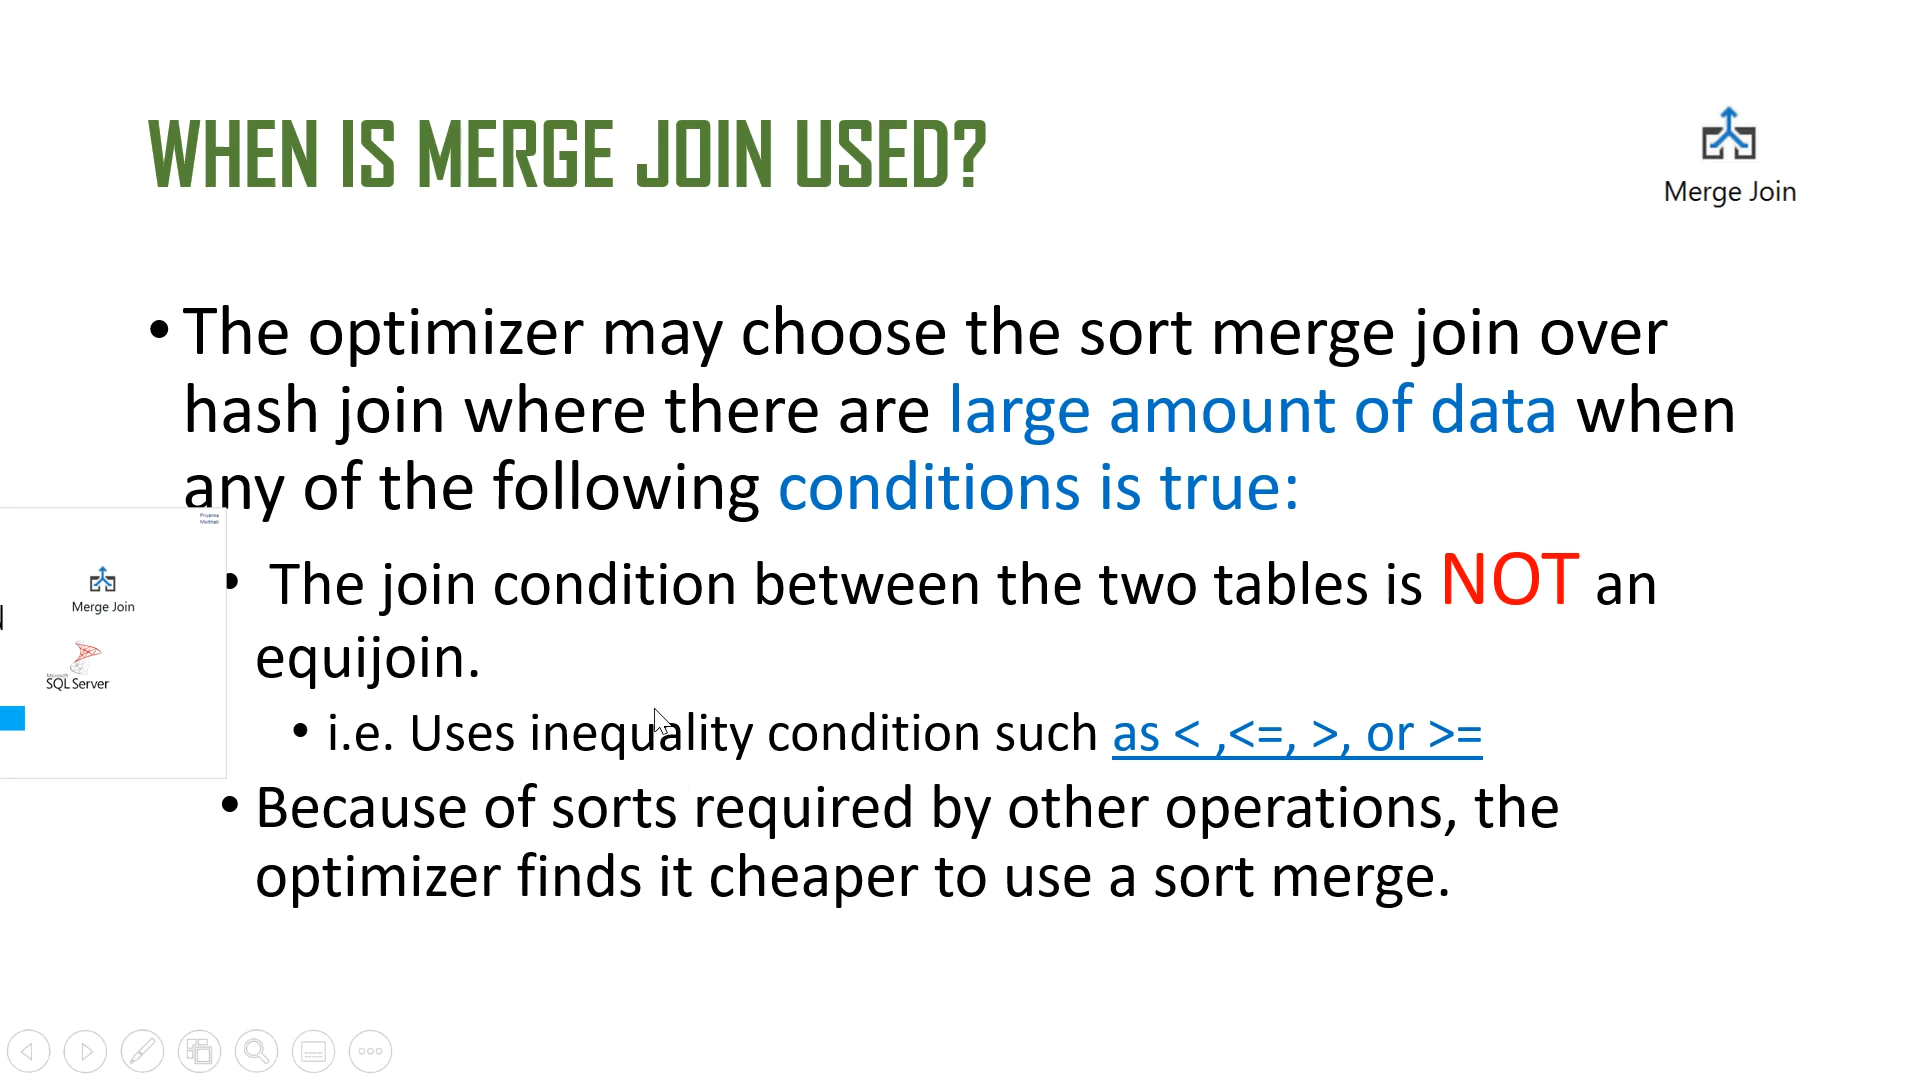 WHEN IS MERGE JOIN USED?
Merge Join
• The optimizer may choose the sort merge join over
hash join where there are large amount of data when
any of the following conditions is true:
• The join condition between the two tables is NOT an
equijoin.
• i.e. Uses inequality condition such as < ,<=, >, or >=
• Because of sorts required by other operations, the
optimizer finds it cheaper to use a sort merge.
Merge Join
Microsoft
SQL Server